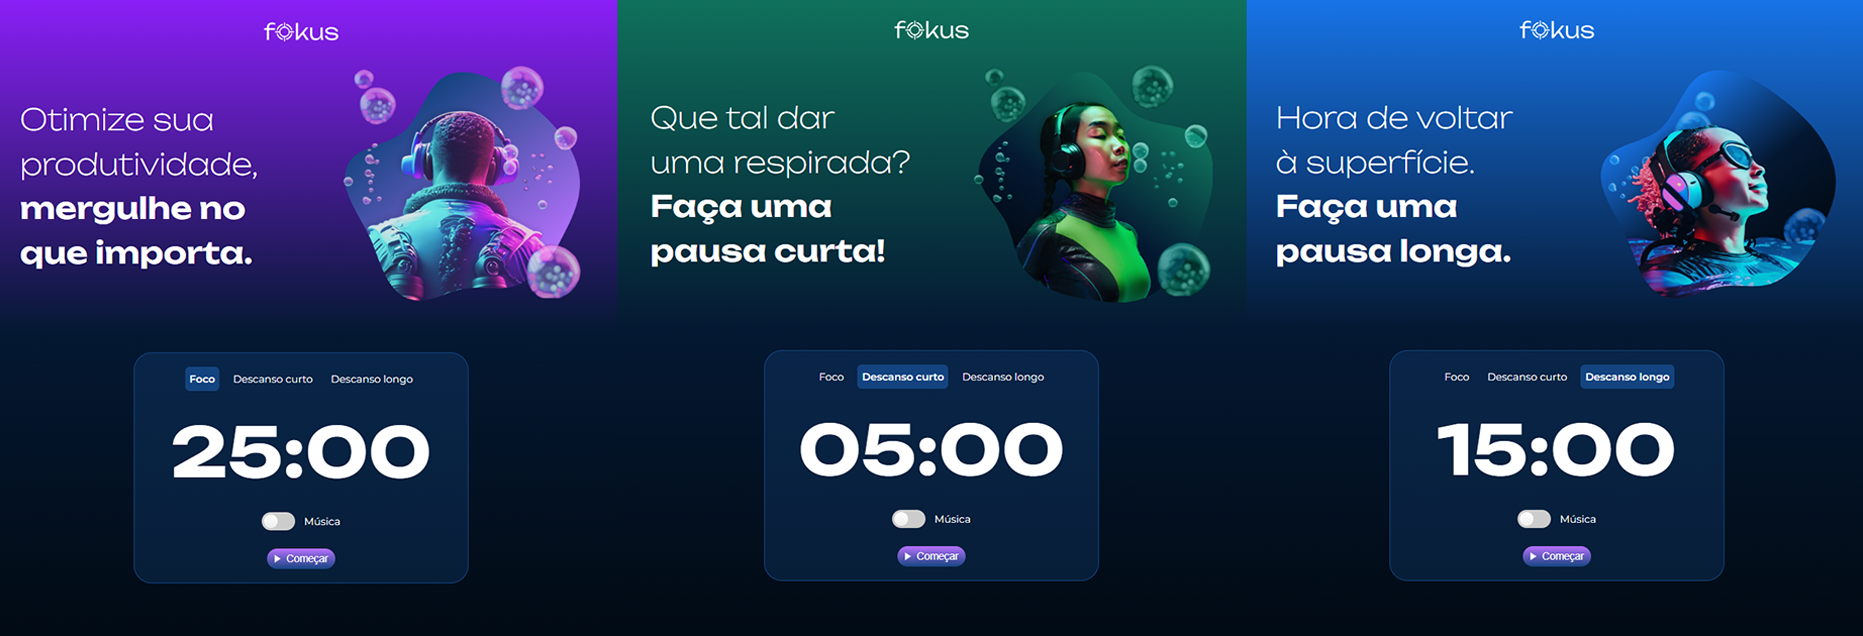 fokus
Otimize sua
produtividade,
mergulhe no
que importa.
Foco Descanso curto Descanso longo
25:00
Música
Começar
fokus
Que tal dar
uma respirada?
Faça uma
pausa curta!
Foco Descanso curto Descanso longo
05:00
Música
Começar
fokus
Hora de voltar
à superfície.
Faça uma
pausa longa.
Foco Descanso curto Descanso longo
15:00
Música
Começar